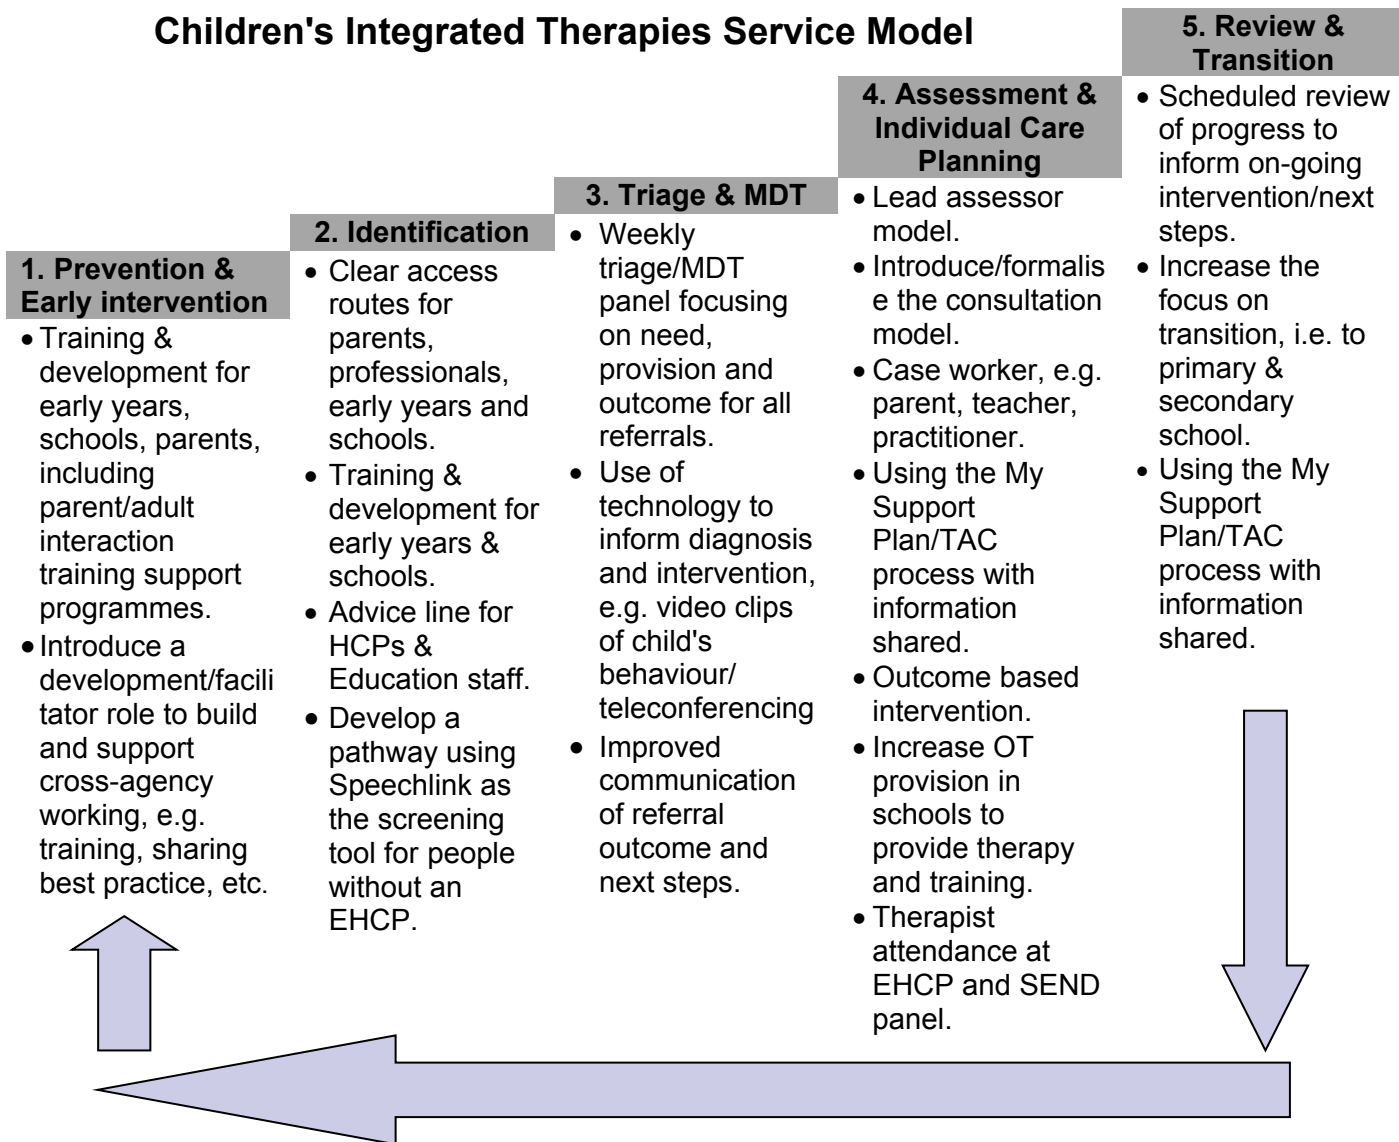 Children's Integrated Therapies Service Model
1. Prevention &
Early intervention
• Training &
development for
early years,
schools, parents,
including
parent/adult
interaction
training support
programmes.
• Introduce a
development/facili
tator role to build
and support
cross-agency
working, e.g.
training, sharing
best practice, etc.
2. Identification
• Clear access
routes for
parents,
professionals,
early years and
schools.
• Training &
development for
early years &
schools.
• Advice line for
HCPs &
Education staff.
• Develop a
pathway using
Speechlink as
the screening
tool for people
without an
EHCP.
3. Triage & MDT
• Weekly
triage/MDT
panel focusing
on need,
provision and
outcome for all
referrals.
• Use of
technology to
inform diagnosis
and intervention,
e.g. video clips
of child's
behaviour/
teleconferencing
• Improved
communication
of referral
outcome and
next steps.
4. Assessment &
Individual Care
Planning
• Lead assessor
model.
• Introduce/formalis
e the consultation
model.
• Case worker, e.g.
parent, teacher,
practitioner.
• Using the My
Support
Plan/TAC
process with
information
shared.
• Outcome based
intervention.
• Increase OT
provision in
schools to
provide therapy
and training.
• Therapist
attendance at
EHCP and SEND
panel.
5. Review &
Transition
• Scheduled review
of progress to
inform on-going
intervention/next
steps.
• Increase the
focus on
transition, i.e. to
primary &
secondary
school.
• Using the My
Support
Plan/TAC
process with
information
shared.